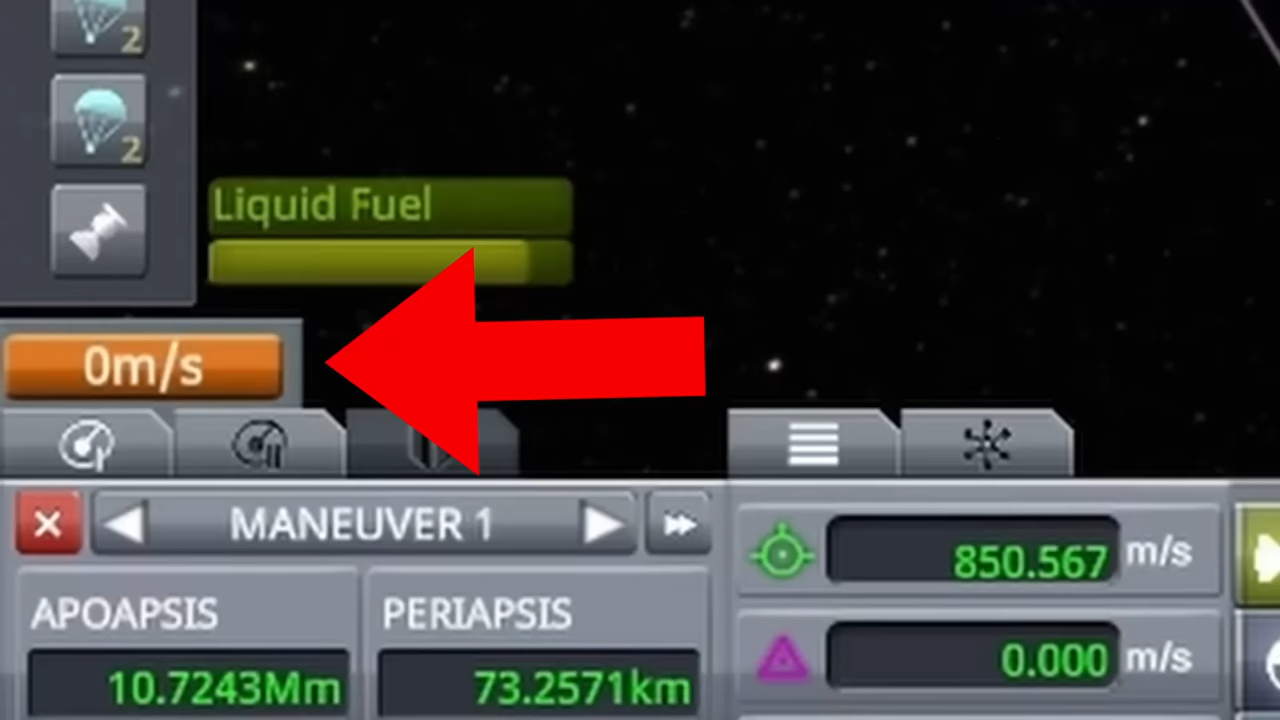 2
2
Liquid Fuel
0m/s
MANEUVER 1
850.567 m/s
APOAPSIS PERIAPSIS
0.000 m/s
10.7243Mm 73.2571km